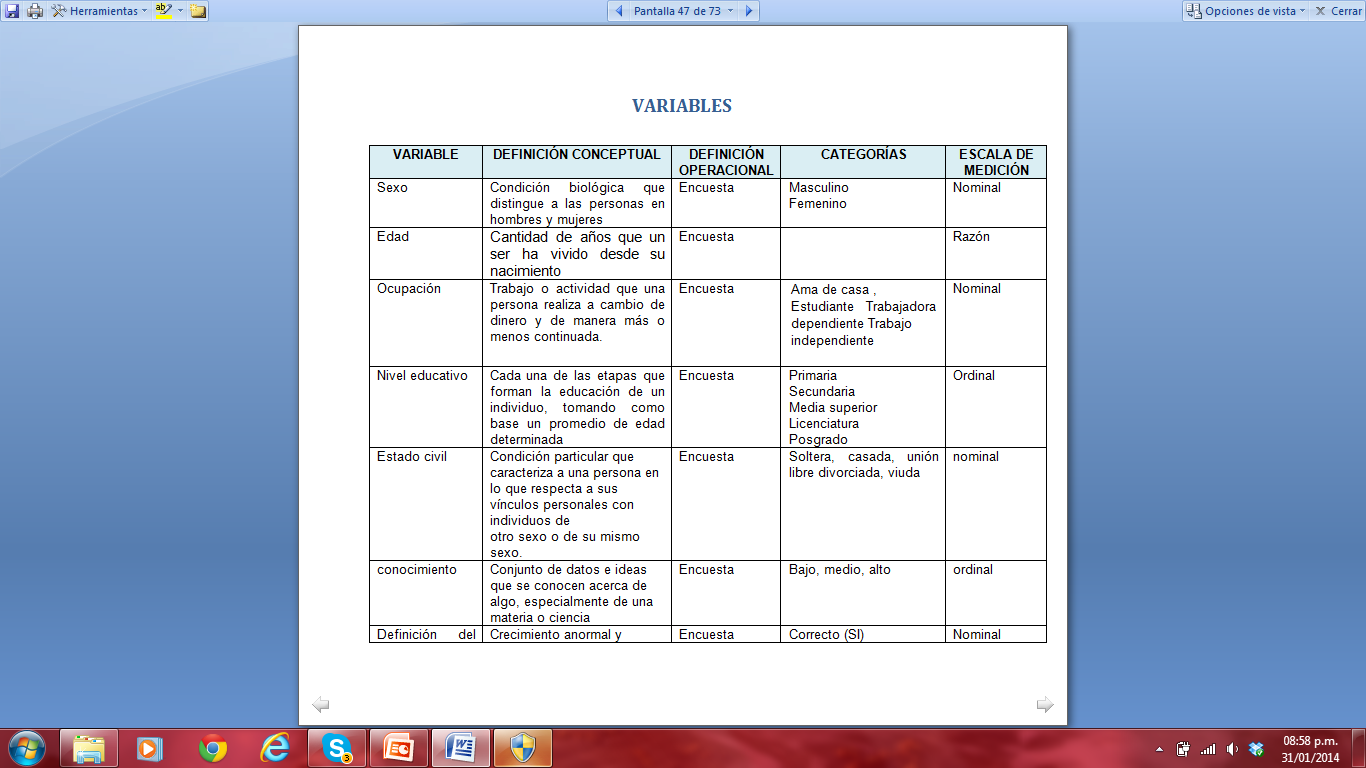 Herramientas
Pantalla 47 de 73
Opciones de vista
Cerrar
VARIABLES
VARIABLE
DEFINICIÓN CONCEPTUAL
DEFINICIÓN
OPERACIONAL
CATEGORÍAS
ESCALA DE
MEDICIÓN
Sexo
Condición biológica que
distingue a las personas en
hombres y mujeres
Encuesta
Masculino
Femenino
Nominal
Edad
Cantidad de años que un
ser ha vivido desde su
nacimiento
Encuesta
Razón
Ocupación
Trabajo o actividad que una
persona realiza a cambio de
dinero y de manera más o
menos continuada.
Encuesta
Ama de casa ,
Estudiante Trabajadora
dependiente Trabajo
independiente
Nominal
Nivel educativo
Cada una de las etapas que
forman la educación de un
individuo, tomando como
base un promedio de edad
determinada
Encuesta
Primaria
Secundaria
Media superior
Licenciatura
Posgrado
Ordinal
Estado civil
Condición particular que
caracteriza a una persona en
lo que respecta a sus
vínculos personales con
individuos de
otro sexo o de su mismo
sexo.
Encuesta
Soltera, casada, unión
libre divorciada, viuda
nominal
conocimiento
Conjunto de datos e ideas
que se conocen acerca de
algo, especialmente de una
materia o ciencia
Encuesta
Bajo, medio, alto
ordinal
Definición del
Crecimiento anormal y
Encuesta
Correcto (SI)
Nominal
3
08:58 p.m.
31/01/2014